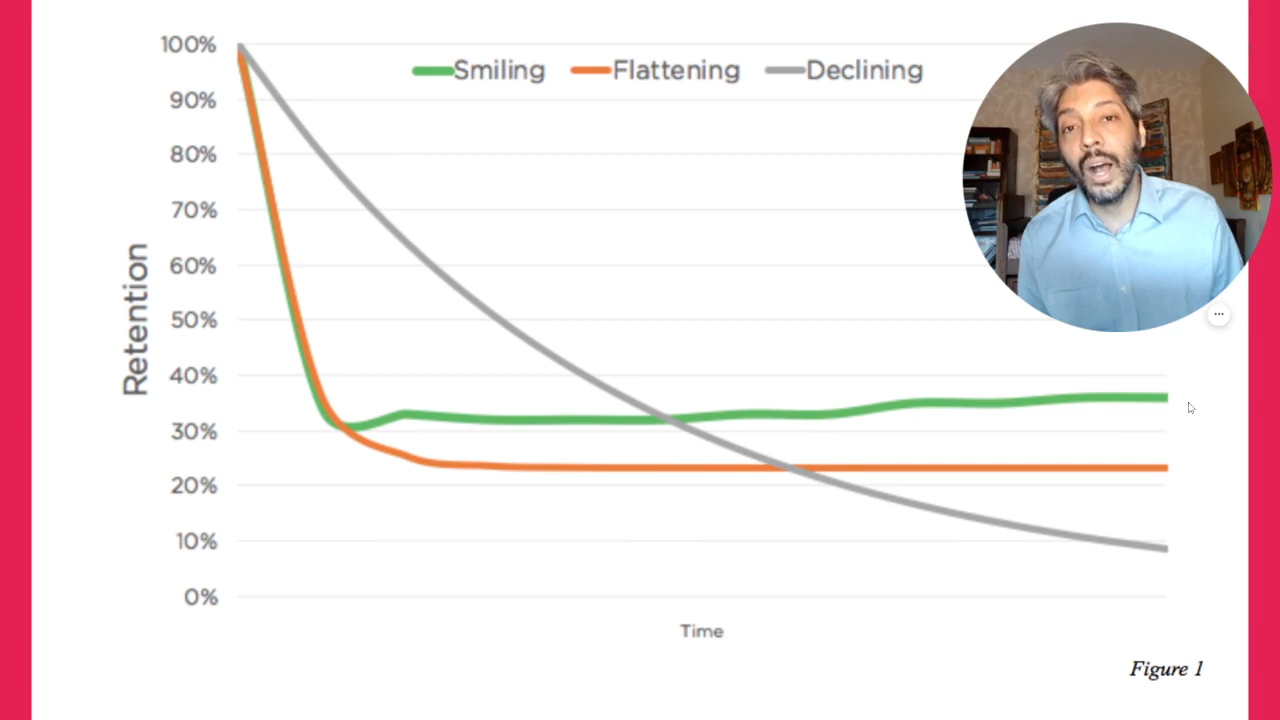 100%
Smiling Flattening Declining
90%
80%
70%
60%
50%
40%
30%
20%
10%
0%
Retention
Time
Figure 1